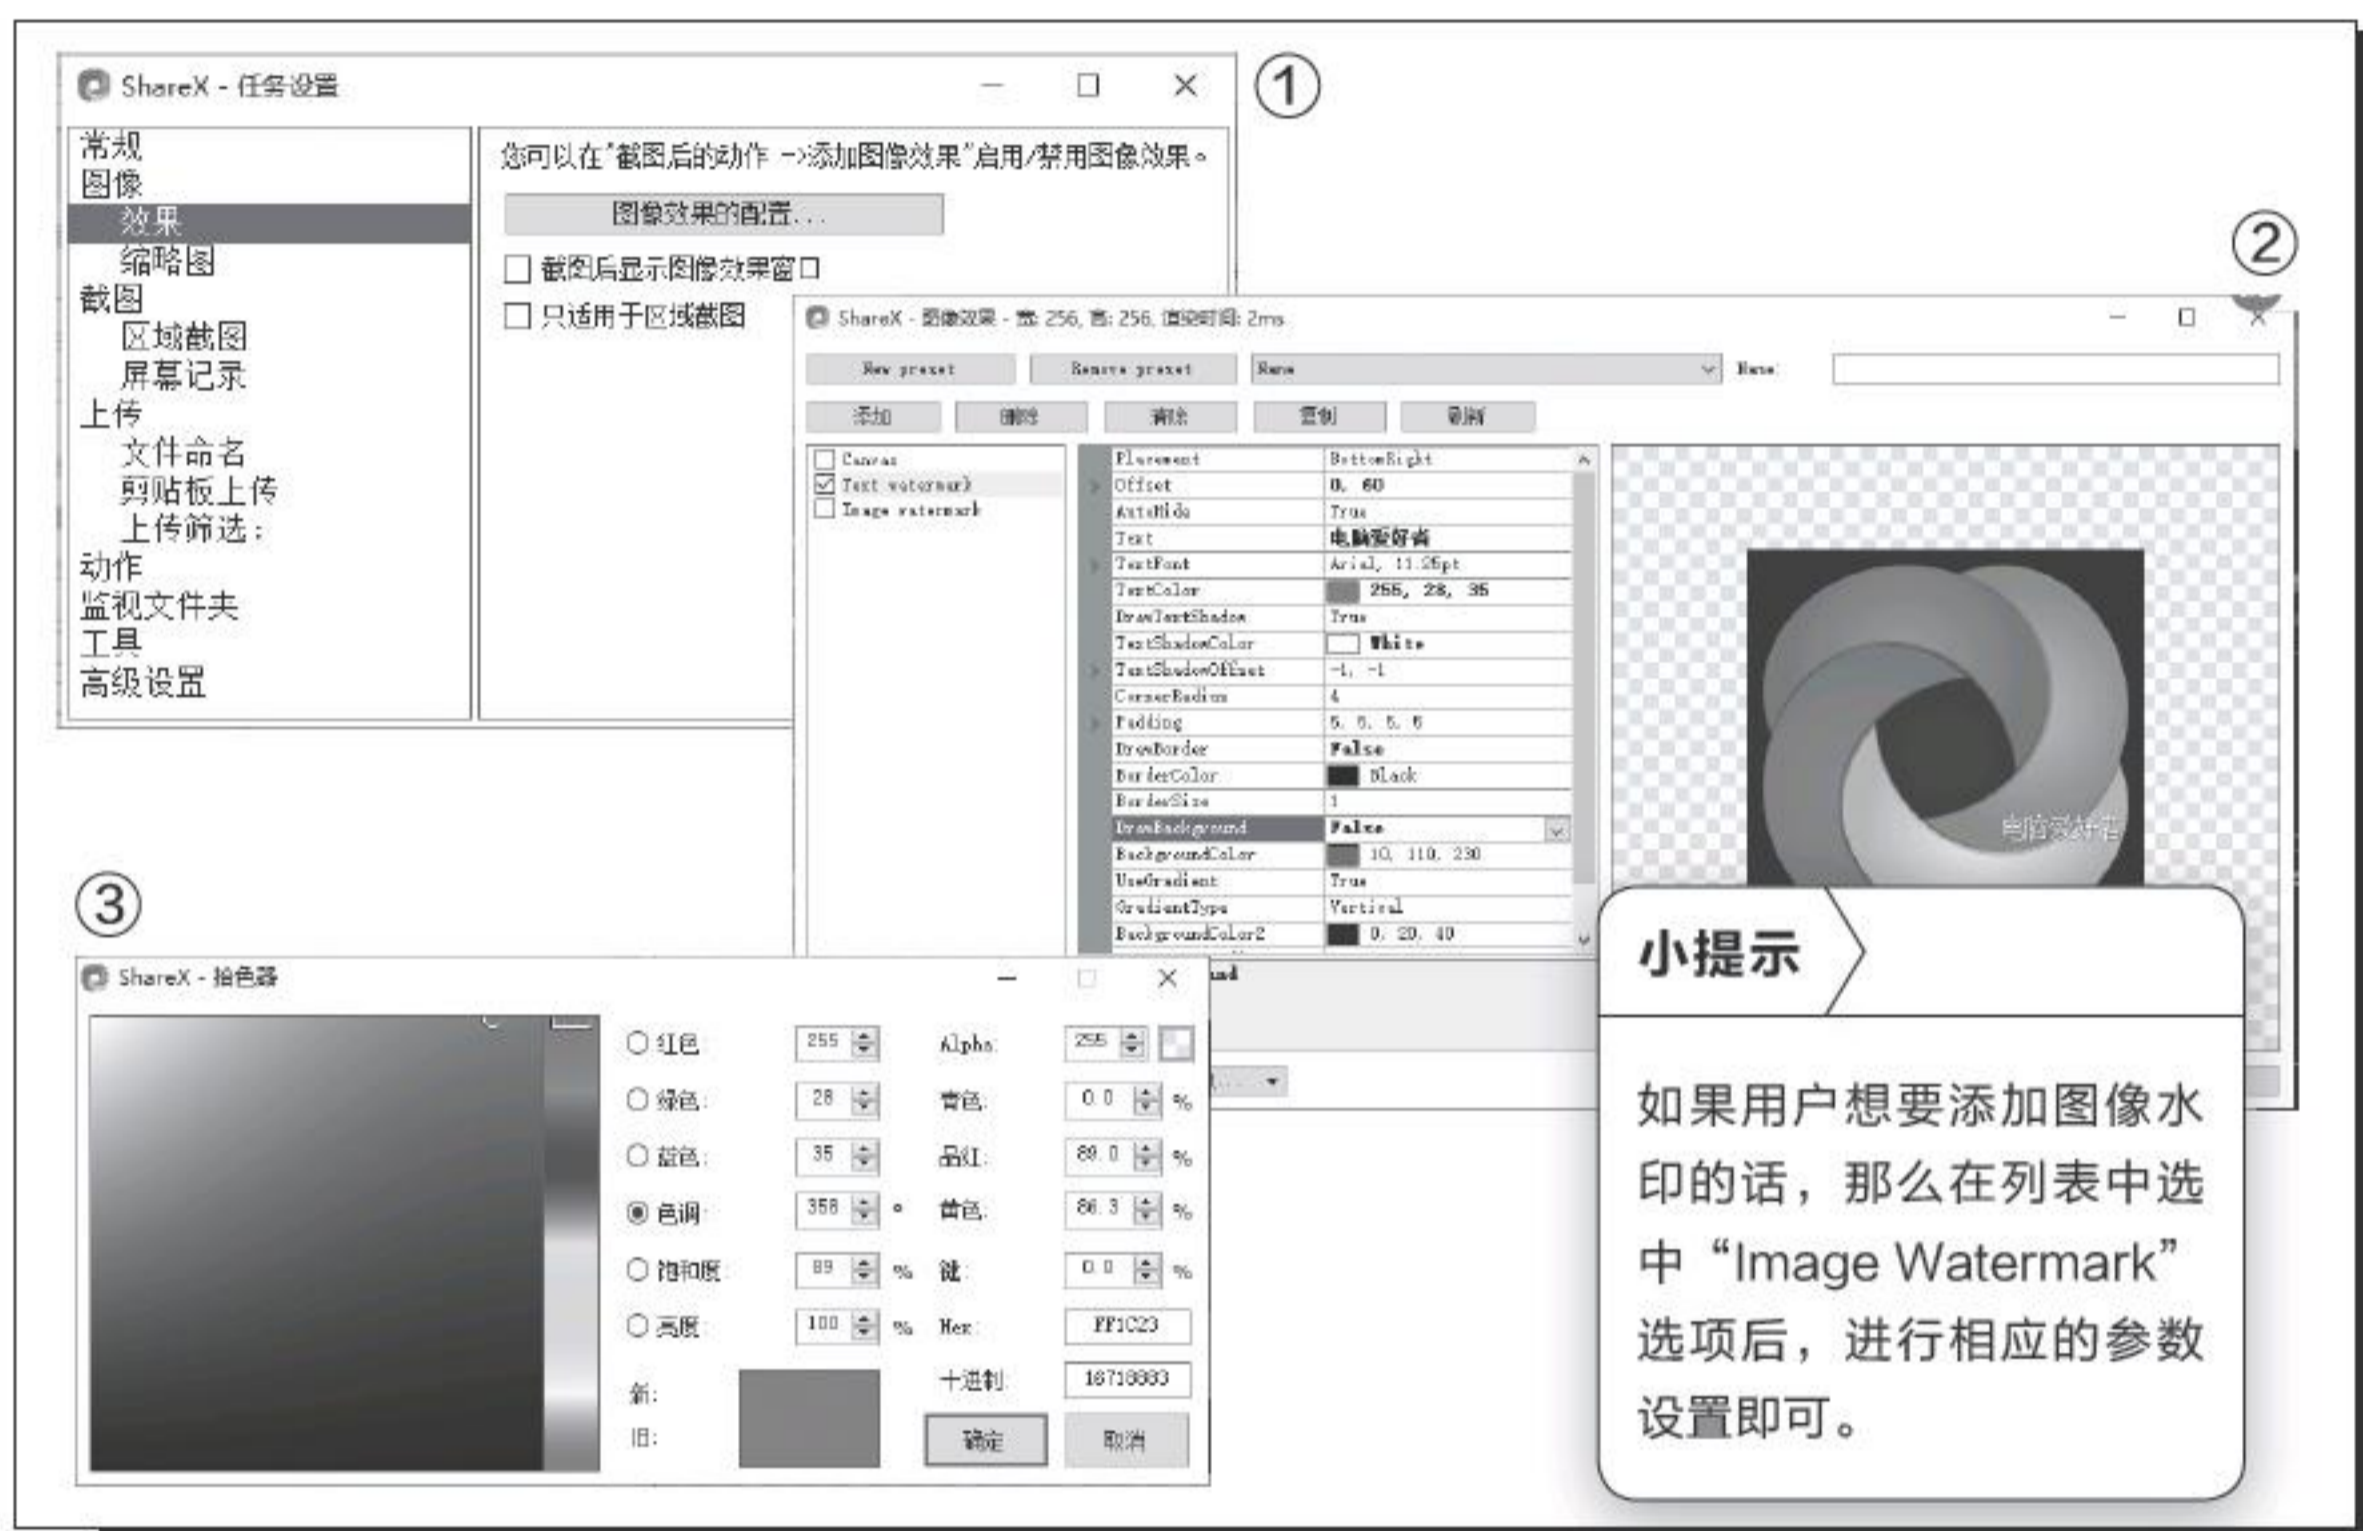 ①
ShareX - 任务设置
常规
图像
效果
缩略图
截图
区域截图
屏幕记录
上传
文件命名
剪贴板上传
上传筛选：
动作
监视文件夹
工具
高级设置
您可以在"截图后的动作 ->添加图像效果"启用/禁用图像效果。
图像效果的配置...
截图后显示图像效果窗口
只适用于区域截图
②
ShareX - 图像效果 - 宽: 256, 高: 256, 渲染时间: 2ms
New preset Remove preset Name Name:
添加 删除 清除 复制 刷新
Canvas
Text watermark
Image watermark
Placement BottomRight
Offset 0, 60
AutoHide True
Text 电脑爱好者
TextFont Arial, 11.25pt
TextColor 255, 28, 35
DrawTextShadow True
TextShadowColor White
TextShadowOffset -1, -1
CornerRadius 4
Padding 5, 5, 5, 5
DrawBorder False
BorderColor Black
BorderSize 1
DrawBackground False
BackgroundColor 10, 110, 230
UseGradient True
GradientType Vertical
BackgroundColor2 0, 20, 40
电脑爱好者
③
ShareX - 拾色器
红色: 255 Alpha: 255
绿色: 28 青色: 0.0 %
蓝色: 35 品红: 89.0 %
色调: 358 ° 黄色: 86.3 %
饱和度: 89 % 键: 0.0 %
亮度: 100 % Hex: FF1C23
新: 十进制: 16718883
旧: 确定 取消
小提示
如果用户想要添加图像水
印的话，那么在列表中选
中“Image Watermark”
选项后，进行相应的参数
设置即可。